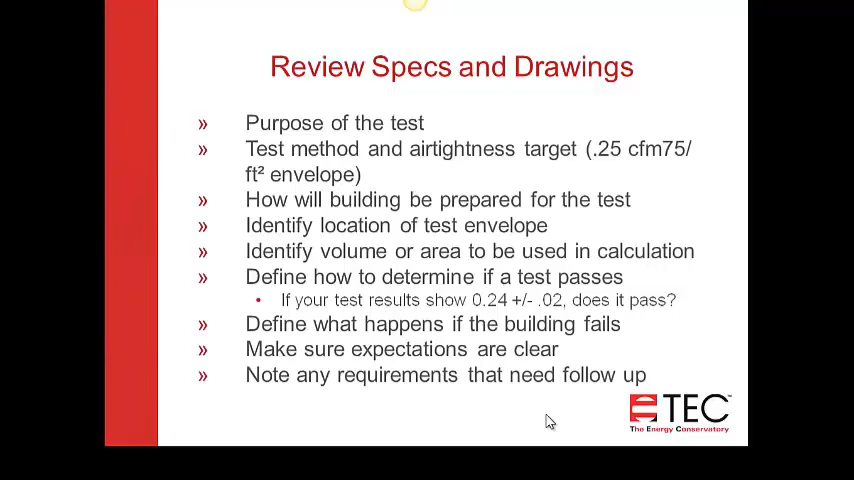 Review Specs and Drawings
» Purpose of the test
» Test method and airtightness target (.25 cfm75/
ft² envelope)
» How will building be prepared for the test
» Identify location of test envelope
» Identify volume or area to be used in calculation
» Define how to determine if a test passes
• If your test results show 0.24 +/- .02, does it pass?
» Define what happens if the building fails
» Make sure expectations are clear
» Note any requirements that need follow up
TEC™
The Energy Conservatory